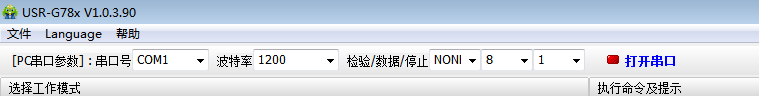 USR-G78x V1.0.3.90
文件 Language 帮助
[PC串口参数]：串口号 COM1 波特率 1200 检验/数据/停止 NONI 8 1 打开串口
选择工作模式 执行命令及提示